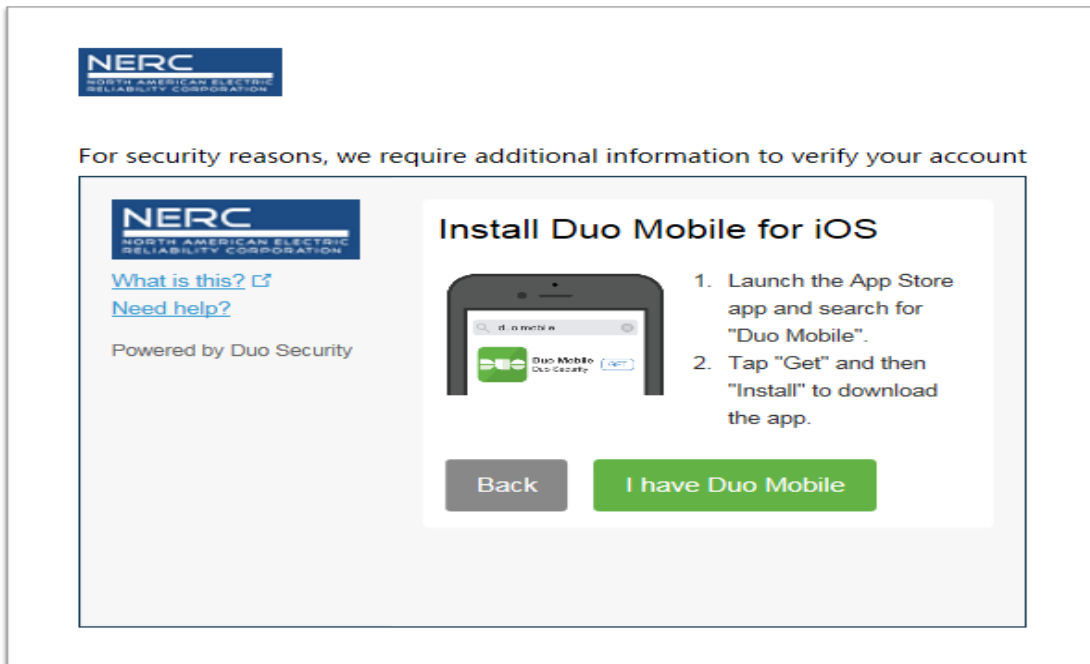 NERC
NORTH AMERICAN ELECTRIC
RELIABILITY CORPORATION
For security reasons, we require additional information to verify your account
NERC
NORTH AMERICAN ELECTRIC
RELIABILITY CORPORATION
What is this?
Need help?
Powered by Duo Security
Install Duo Mobile for iOS
duo mobile
DUO
Duo Mobile
Duo Security
GET
1. Launch the App Store
app and search for
"Duo Mobile".
2. Tap "Get" and then
"Install" to download
the app.
Back
I have Duo Mobile